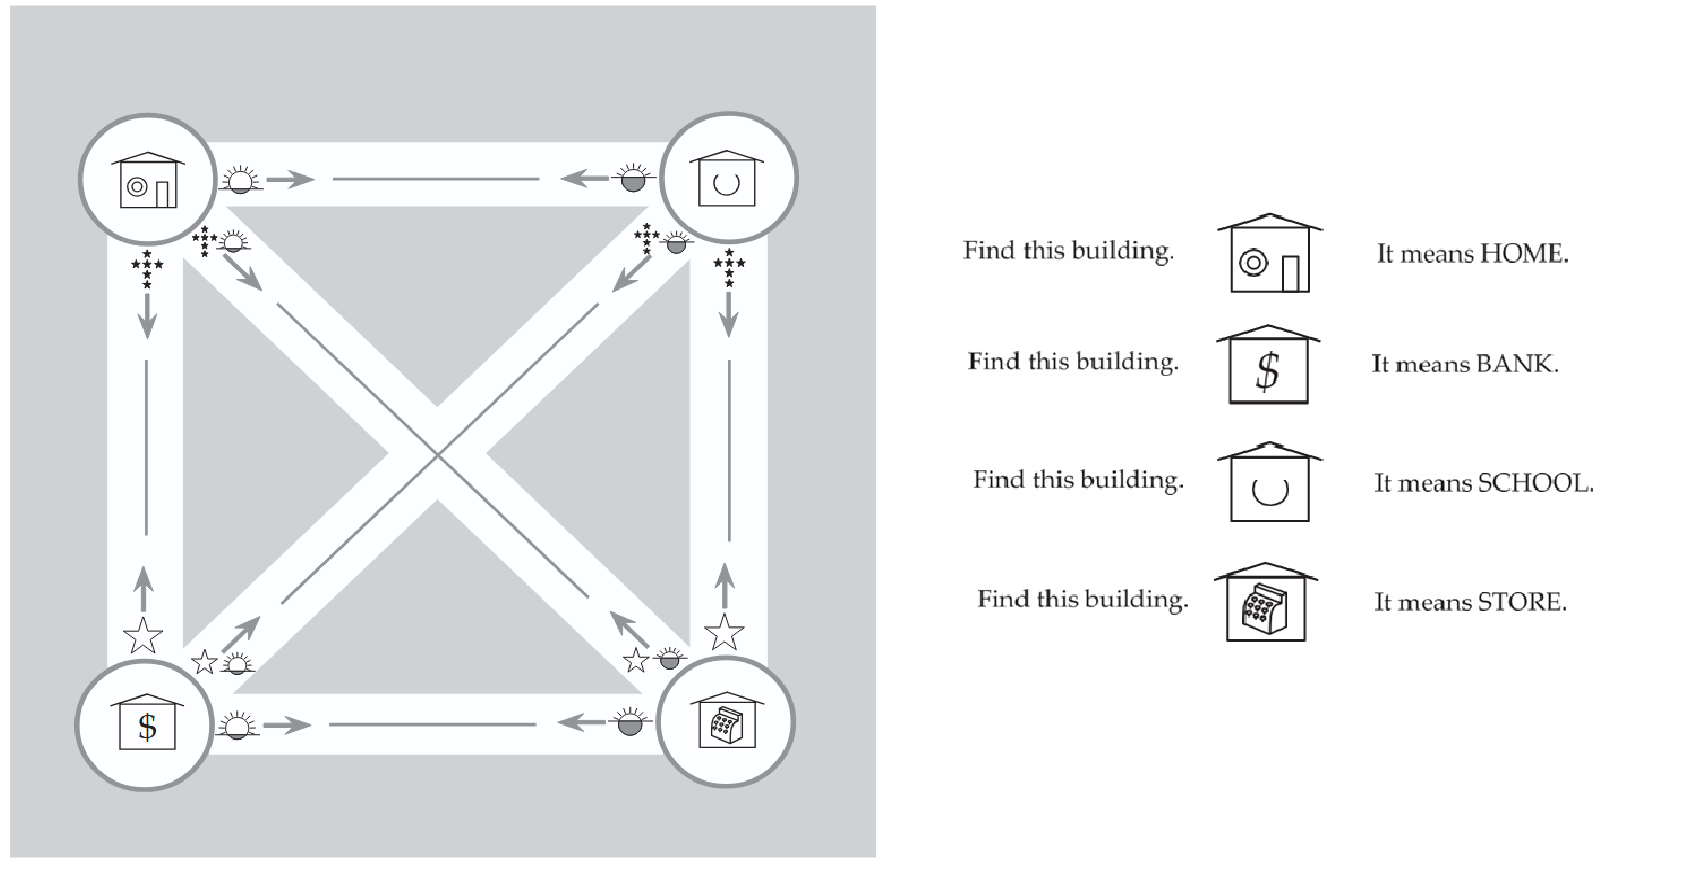 $
Find this building. It means HOME.
Find this building. $ It means BANK.
Find this building. It means SCHOOL.
Find this building. It means STORE.